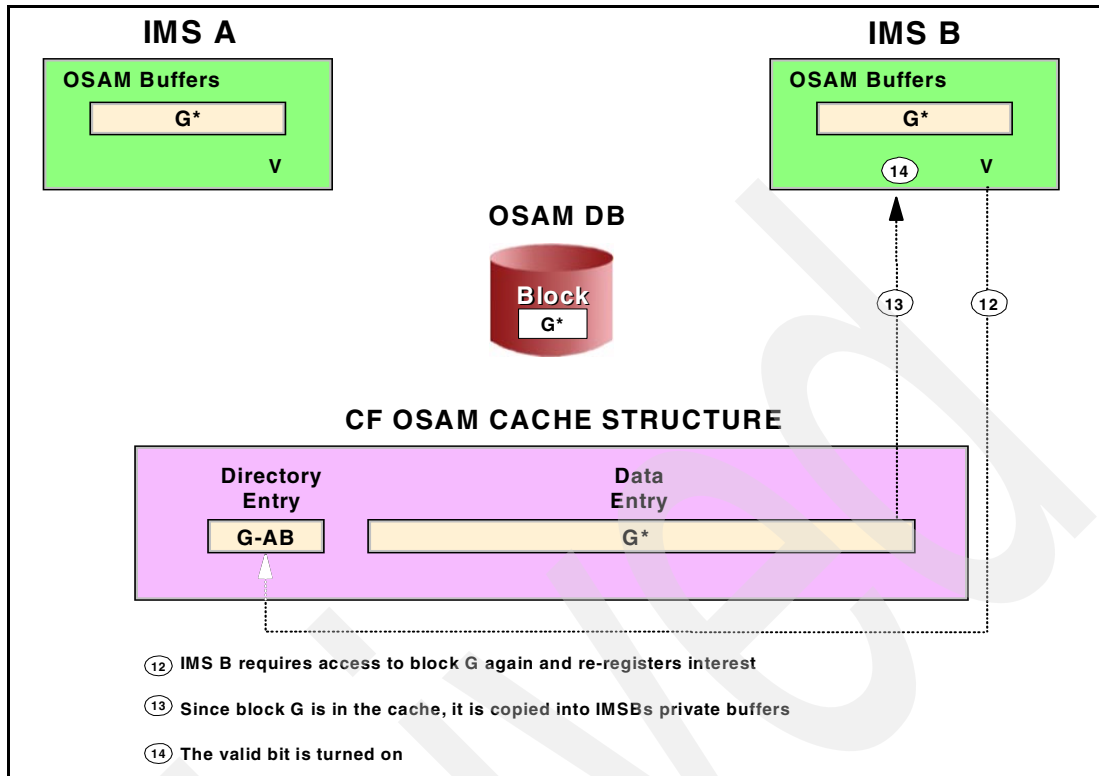 IMS A
IMS B
OSAM Buffers
G*
V
OSAM Buffers
G*
14
V
OSAM DB
Block
G*
13
12
CF OSAM CACHE STRUCTURE
Directory
Entry
Data
Entry
G-AB
G*
12 IMS B requires access to block G again and re-registers interest
13 Since block G is in the cache, it is copied into IMSBs private buffers
14 The valid bit is turned on